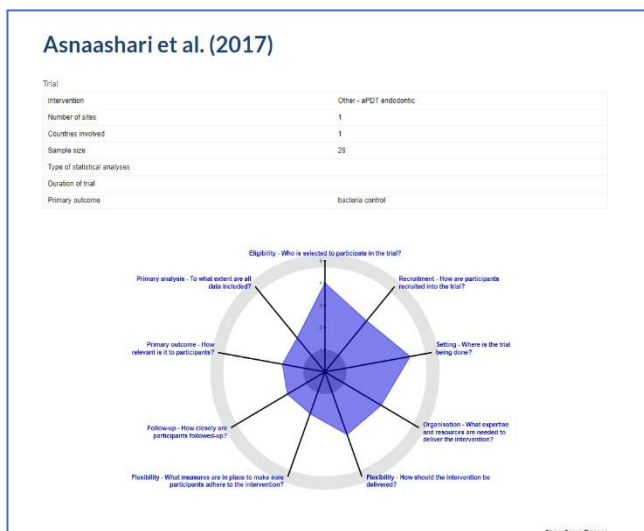 Asnaashari et al. (2017)
Trial
Intervention Other - aPDT endodontic
Number of sites 1
Countries involved 1
Sample size 28
Type of statistical analyses
Duration of trial
Primary outcome bacteria control
Eligibility - Who is selected to participate in the trial?
5
4
3
2
Primary analysis - To what extent are all
data included?
Recruitment - How are participants
recruited into the trial?
Primary outcome - How
relevant is it to participants?
Setting - Where is the trial
being done?
Follow-up - How closely are
participants followed-up?
Organisation - What expertise
and resources are needed to
deliver the intervention?
Flexibility - What measures are in place to make sure
participants adhere to the intervention?
Flexibility - How should the intervention be
delivered?